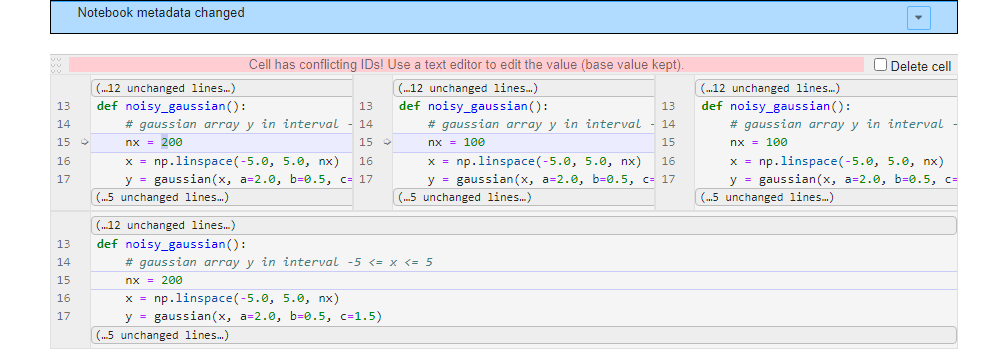 Notebook metadata changed
Cell has conflicting IDs! Use a text editor to edit the value (base value kept).
Delete cell
(…12 unchanged lines…)
13 def noisy_gaussian():
14 # gaussian array y in interval -
15 nx = 200
16 x = np.linspace(-5.0, 5.0, nx)
17 y = gaussian(x, a=2.0, b=0.5, c=
(…5 unchanged lines…)
(…12 unchanged lines…)
13 def noisy_gaussian():
14 # gaussian array y in interval -
15 nx = 100
16 x = np.linspace(-5.0, 5.0, nx)
17 y = gaussian(x, a=2.0, b=0.5, c=
(…5 unchanged lines…)
(…12 unchanged lines…)
13 def noisy_gaussian():
14 # gaussian array y in interval -
15 nx = 100
16 x = np.linspace(-5.0, 5.0, nx)
17 y = gaussian(x, a=2.0, b=0.5, c=
(…5 unchanged lines…)
(…12 unchanged lines…)
13 def noisy_gaussian():
14 # gaussian array y in interval -5 <= x <= 5
15 nx = 200
16 x = np.linspace(-5.0, 5.0, nx)
17 y = gaussian(x, a=2.0, b=0.5, c=1.5)
(…5 unchanged lines…)